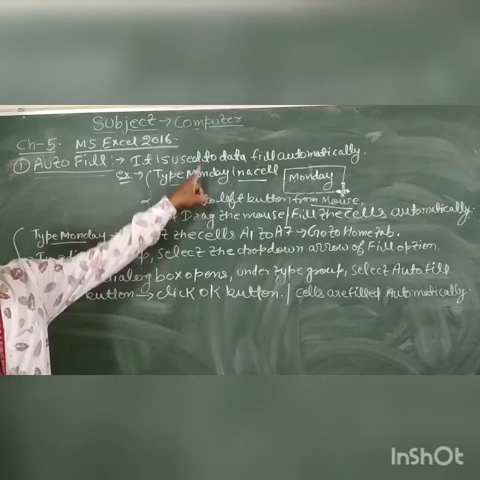 Subject → Computer
Ch-5. MS Excel 2016.
① Auto Fill :→ It is used to data fill automatically.
Ex → Type Monday in a cell Monday
left button from Mouse,
Drag the mouse/Fill the cells automatically.
Type Monday the cells A1 to A7 → Go to Home tab.
select the dropdown arrow of Fill option.
dialog box opens, under type group, select Auto fill
button → click OK button. / cells are filled Automatically.
InShOt